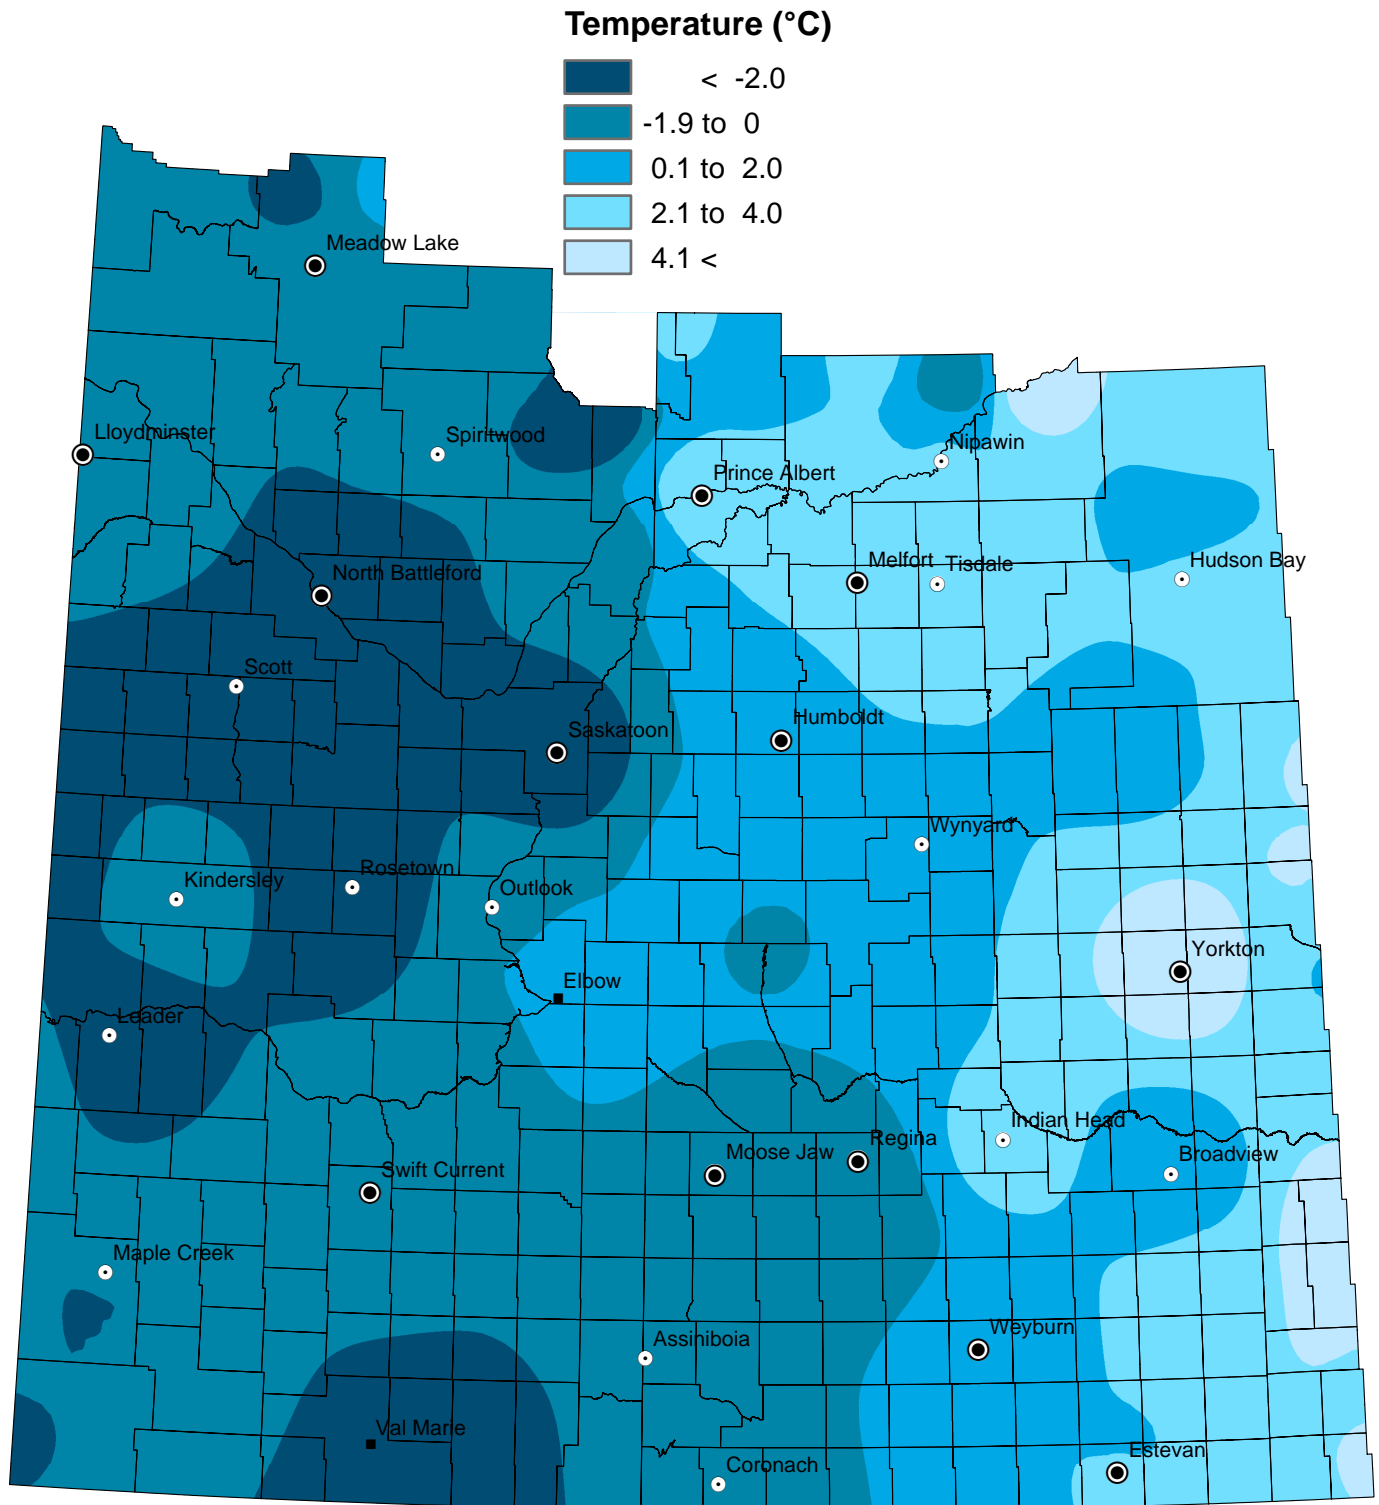 Temperature (°C)
< -2.0
-1.9 to 0
0.1 to 2.0
2.1 to 4.0
4.1 <
Meadow Lake
Lloydminster
Spiritwood
Nipawin
Prince Albert
Melfort
Tisdale
Hudson Bay
North Battleford
Scott
Saskatoon
Humboldt
Wynyard
Kindersley
Rosetown
Outlook
Yorkton
Elbow
Leader
Indian Head
Regina
Moose Jaw
Broadview
Swift Current
Maple Creek
Weyburn
Assiniboia
Val Marie
Estevan
Coronach